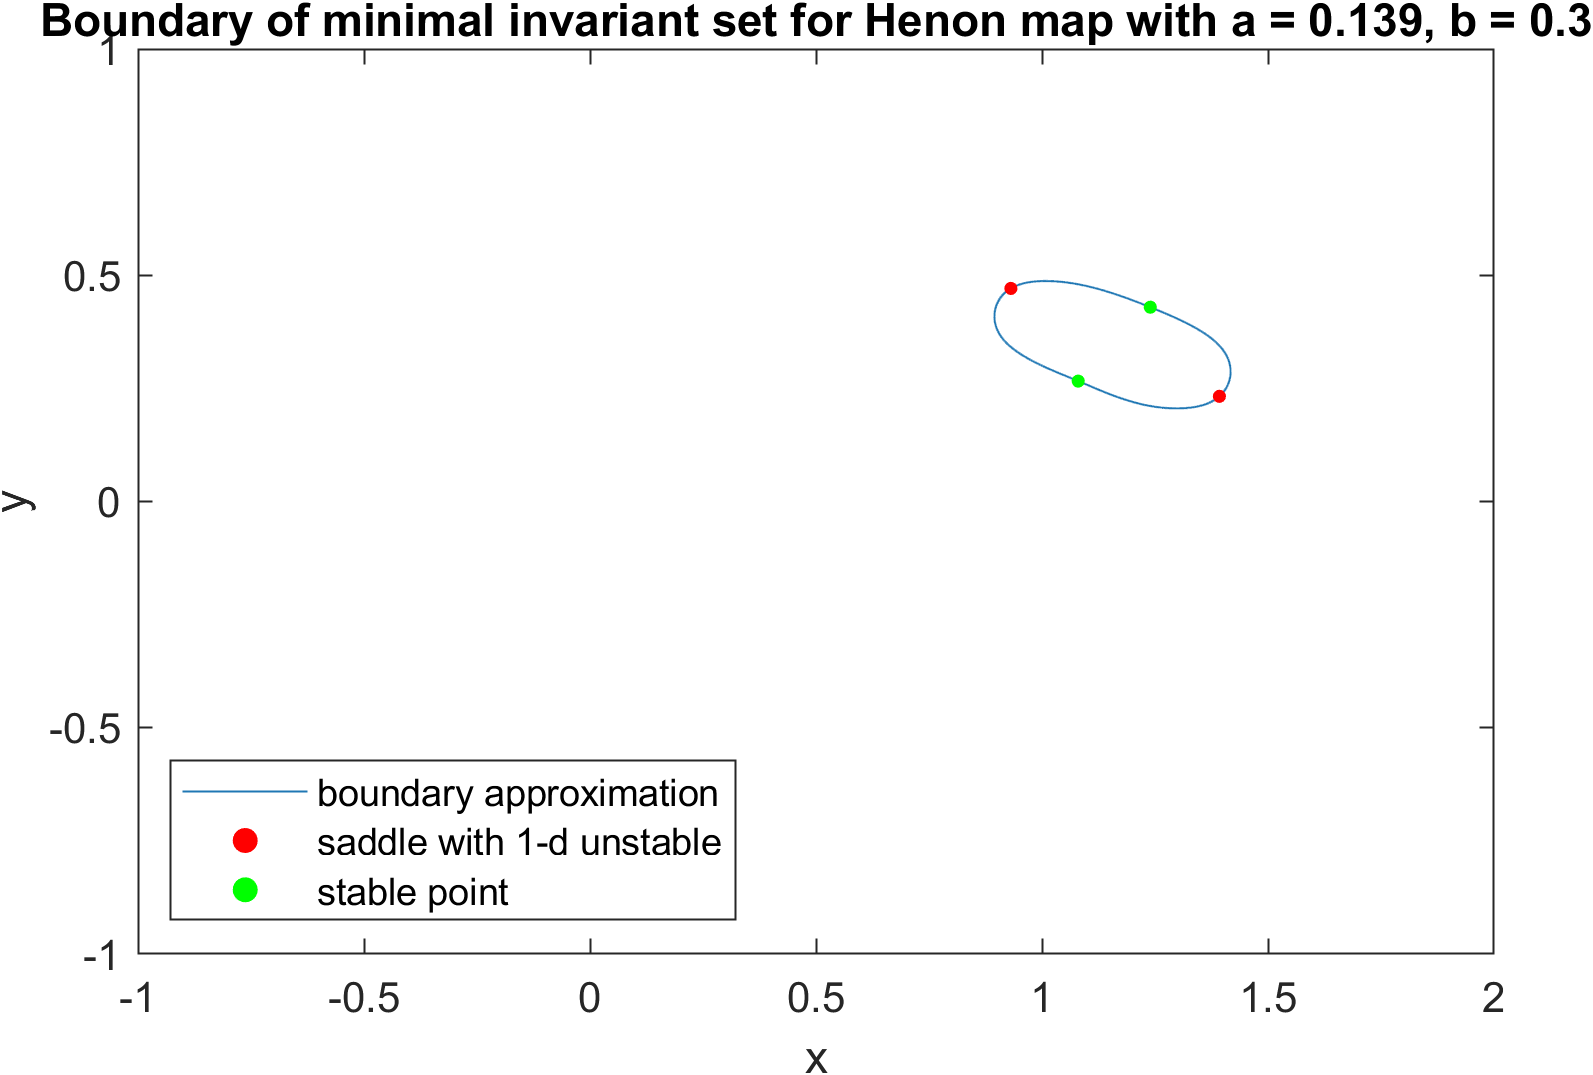 Boundary of minimal invariant set for Henon map with a = 0.139, b = 0.3
1
0.5
0
-0.5
-1
y
boundary approximation
saddle with 1-d unstable
stable point
-1
-0.5
0
0.5
1
1.5
2
x